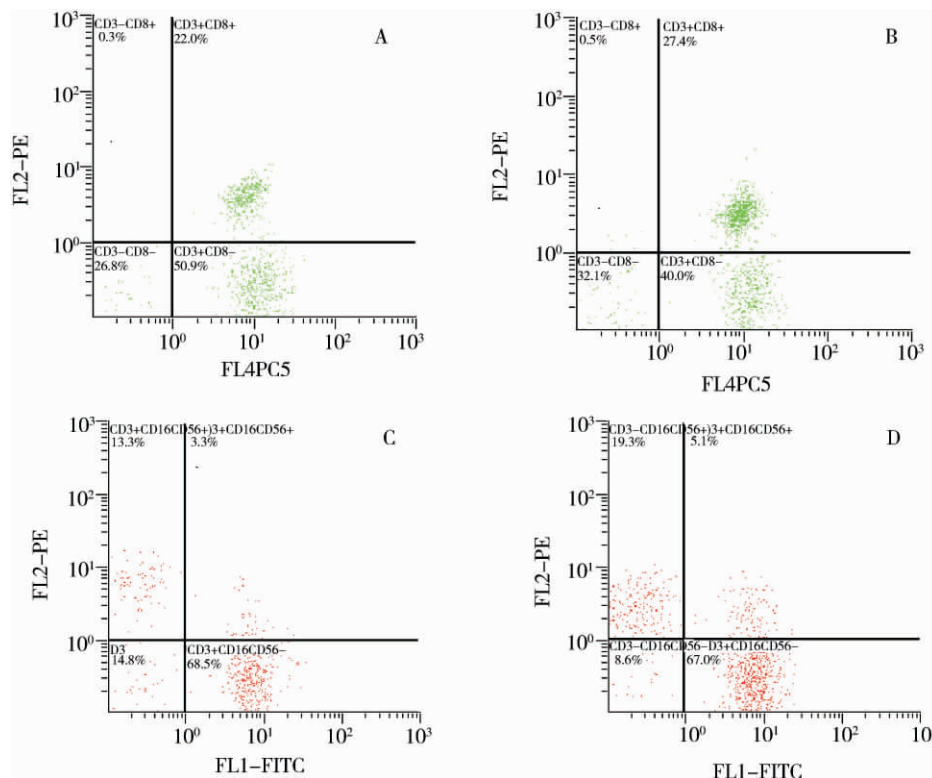 A
CD3-CD8+ CD3+CD8+
0.3% 22.0%
10³
10²
10¹
10⁰
FL2-PE
CD3-CD8- CD3+CD8-
26.8% 50.9%
10⁰ 10¹ 10² 10³
FL4PC5
B
CD3-CD8+ CD3+CD8+
0.5% 27.4%
10³
10²
10¹
10⁰
FL2-PE
CD3-CD8- CD3+CD8-
32.1% 40.0%
10⁰ 10¹ 10² 10³
FL4PC5
C
CD3+CD16CD56+)3+CD16CD56+
13.3% 3.3%
10³
10²
10¹
10⁰
FL2-PE
D3 CD3+CD16CD56-
14.8% 68.5%
10⁰ 10¹ 10² 10³
FL1-FITC
D
CD3-CD16CD56+)3+CD16CD56+
19.3% 5.1%
10³
10²
10¹
10⁰
FL2-PE
CD3-CD16CD56-D3+CD16CD56-
8.6% 67.0%
10⁰ 10¹ 10² 10
FL1-FITC